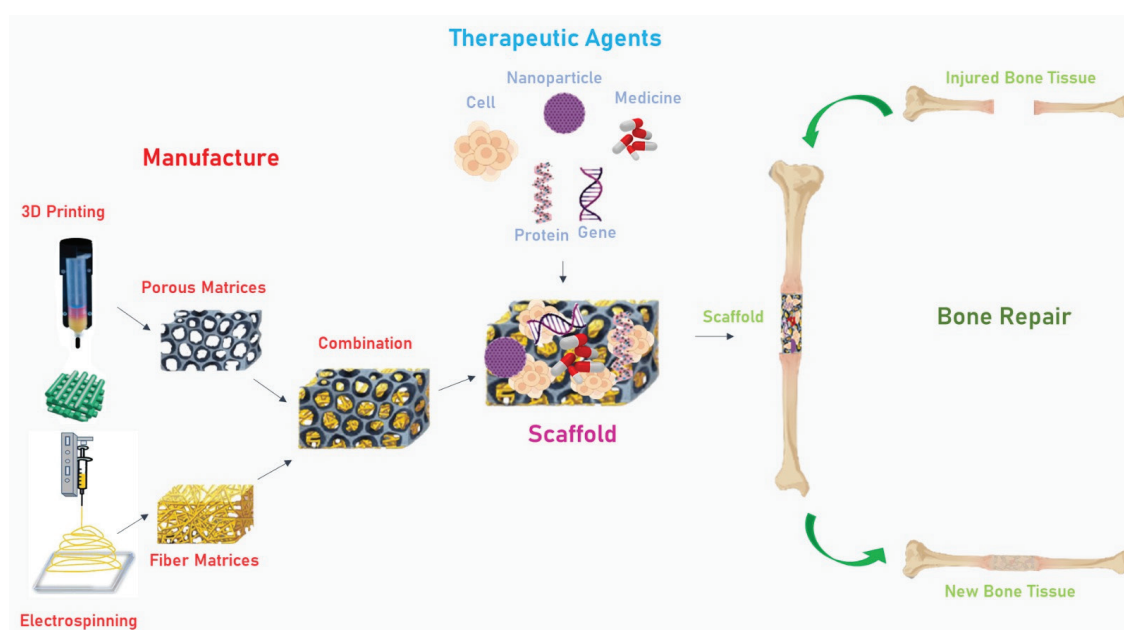 Therapeutic Agents
Nanoparticle
Cell
Medicine
Protein
Gene
Manufacture
3D Printing
Porous Matrices
Combination
Fiber Matrices
Electrospinning
Scaffold
Scaffold
Injured Bone Tissue
Bone Repair
New Bone Tissue